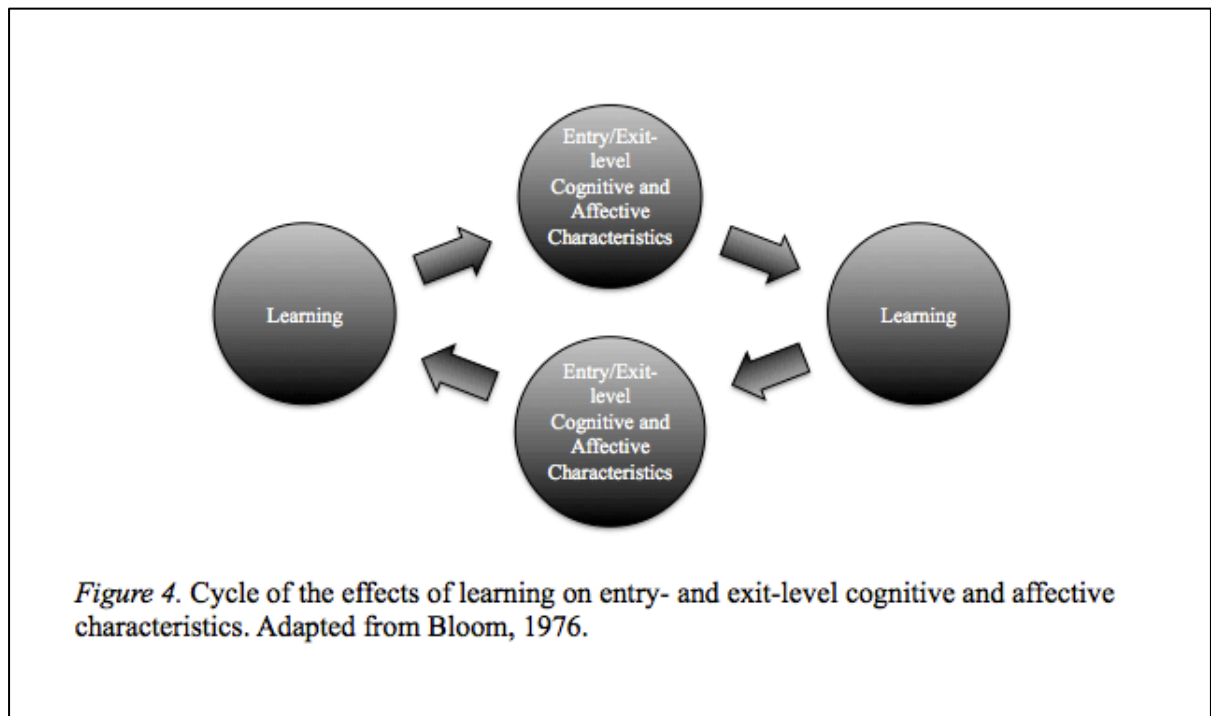 Entry/Exit-
level
Cognitive and
Affective
Characteristics
Learning
Learning
Entry/Exit-
level
Cognitive and
Affective
Characteristics
Figure 4. Cycle of the effects of learning on entry- and exit-level cognitive and affective
characteristics. Adapted from Bloom, 1976.